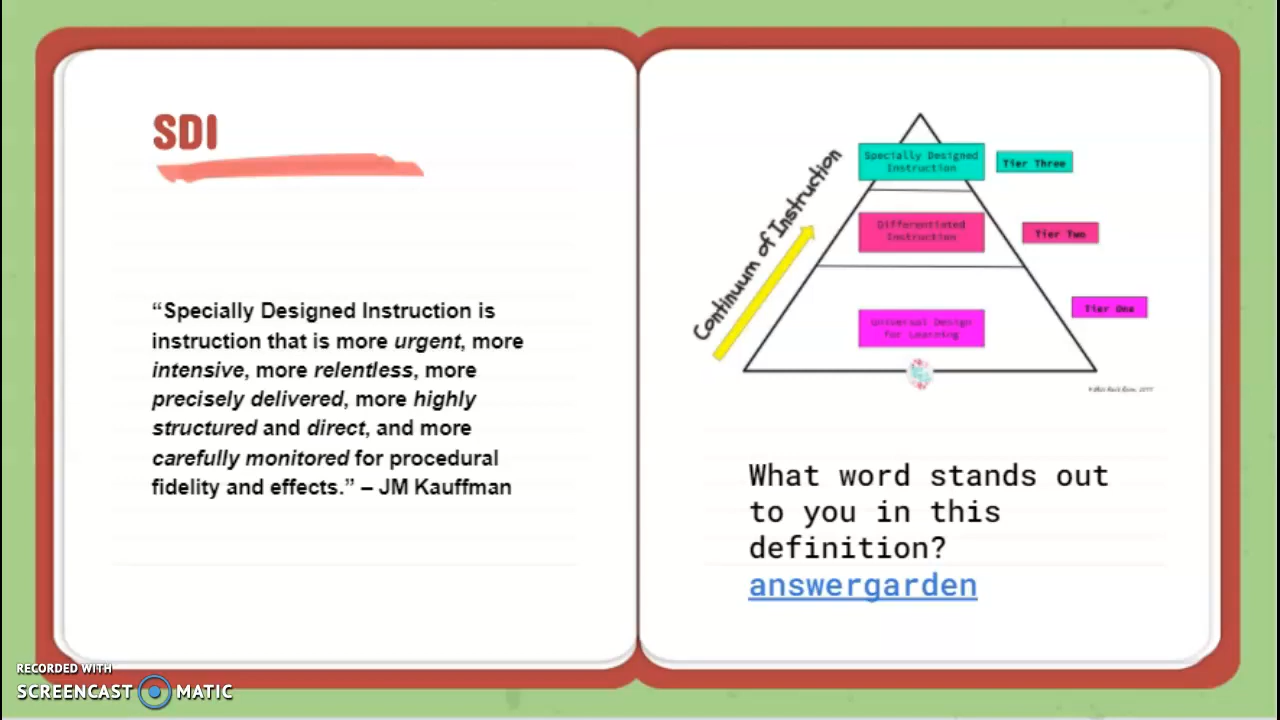 SDI
“Specially Designed Instruction is
instruction that is more urgent, more
intensive, more relentless, more
precisely delivered, more highly
structured and direct, and more
carefully monitored for procedural
fidelity and effects.” – JM Kauffman
Continuum of Instruction
Specially Designed
Instruction
Tier Three
Differentiated
Instruction
Tier Two
Universal Design
for Learning
Tier One
What word stands out
to you in this
definition?
answergarden
RECORDED WITH
SCREENCAST MATIC